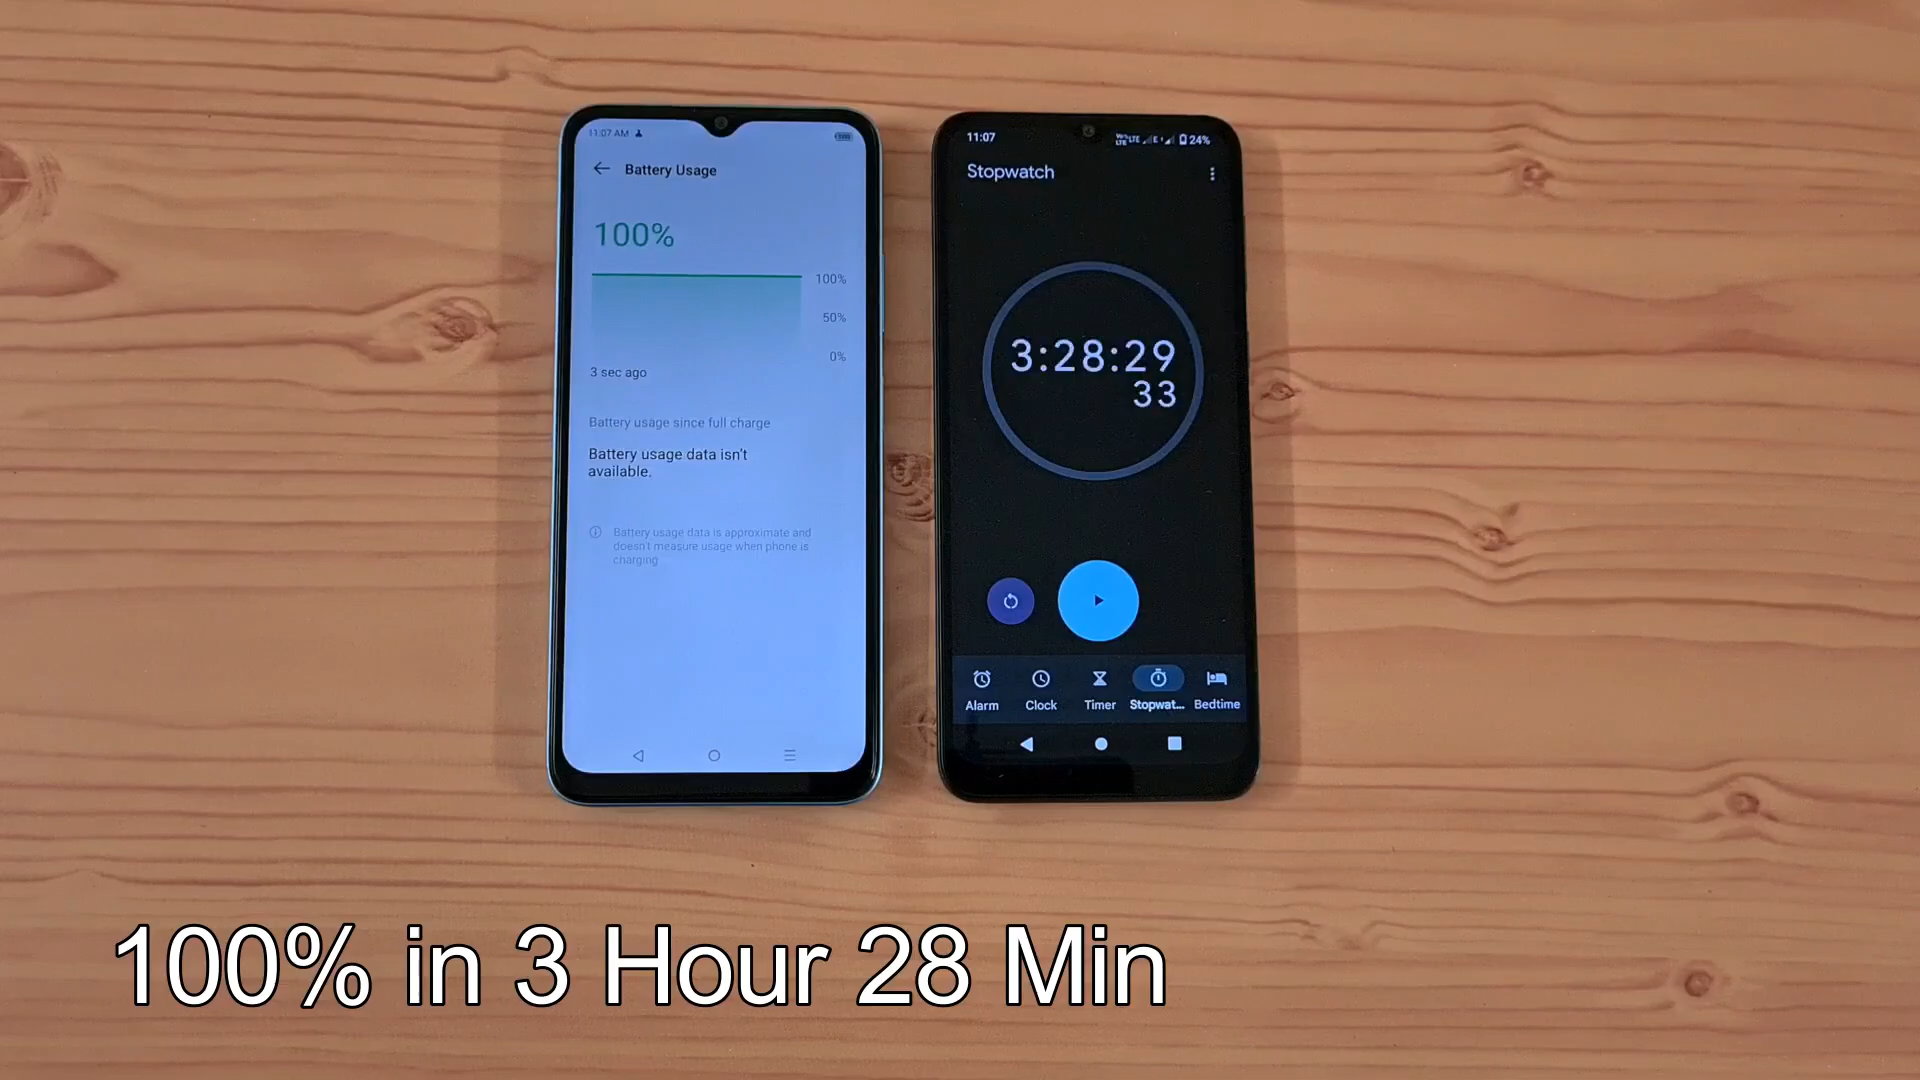 11:07 AM
Battery Usage
100%
100%
50%
0%
3 sec ago
Battery usage since full charge
Battery usage data isn't
available.
Battery usage data is approximate and
doesn't measure usage when phone is
charging
11:07
24%
Stopwatch
3:28:29
33
Alarm
Clock
Timer
Stopwat...
Bedtime
100% in 3 Hour 28 Min